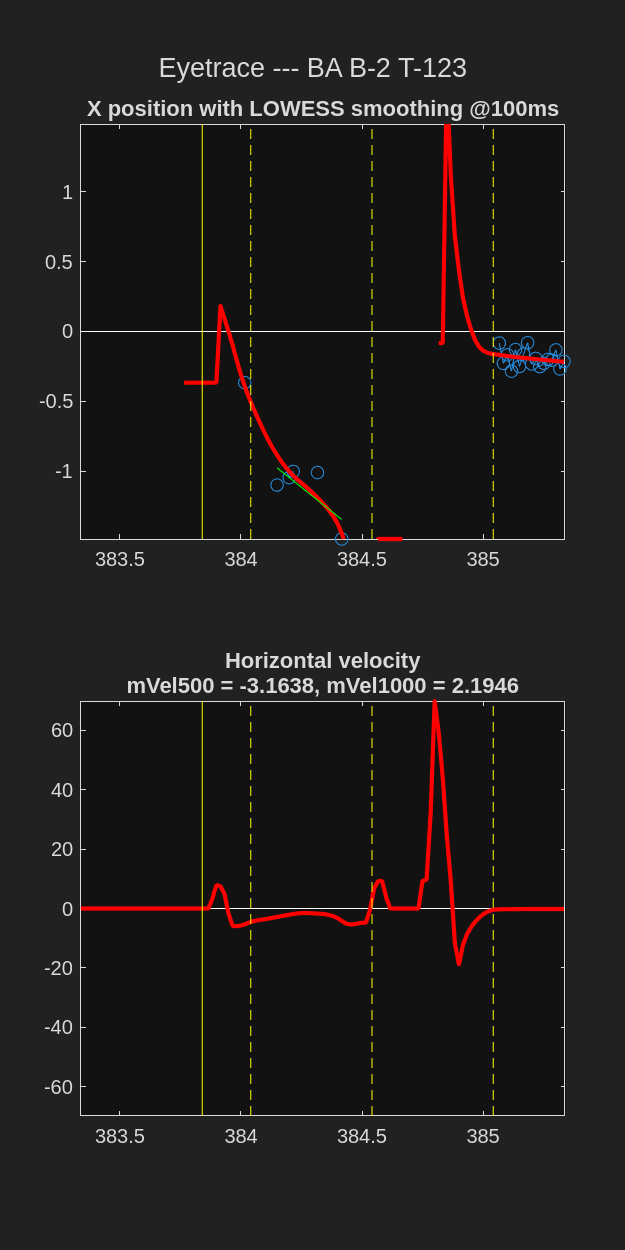 Eyetrace --- BA B-2 T-123
X position with LOWESS smoothing @100ms
1
0.5
0
-0.5
-1
383.5 384 384.5 385
Horizontal velocity
mVel500 = -3.1638, mVel1000 = 2.1946
60
40
20
0
-20
-40
-60
383.5 384 384.5 385